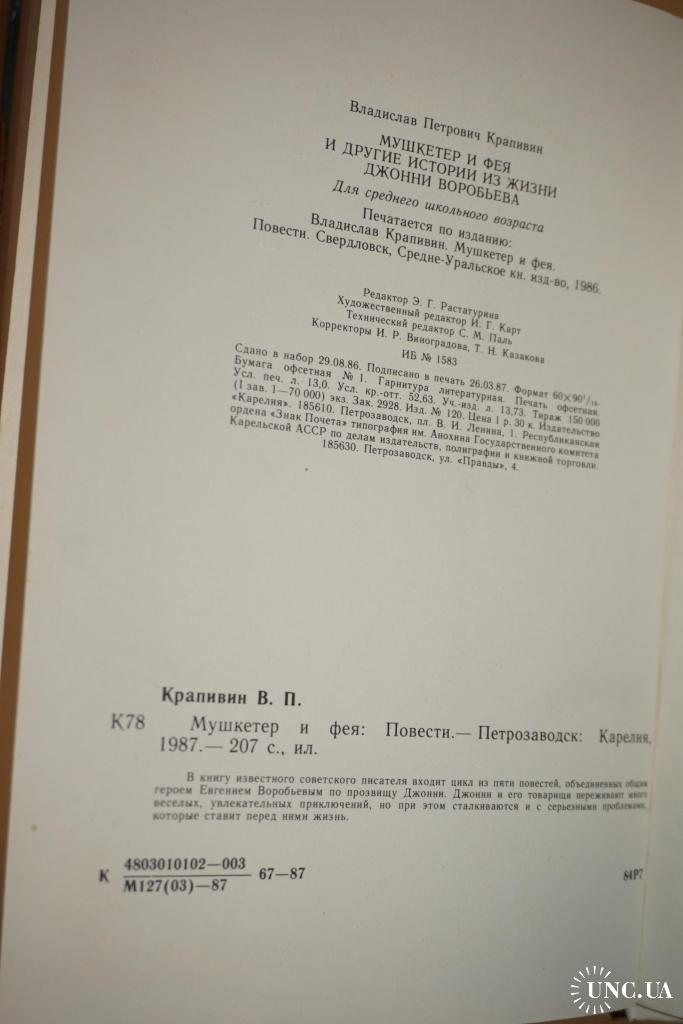 Владислав Петрович Крапивин
МУШКЕТЕР И ФЕЯ
И ДРУГИЕ ИСТОРИИ ИЗ ЖИЗНИ
ДЖОННИ ВОРОБЬЕВА
Для среднего школьного возраста
Печатается по изданию:
Владислав Крапивин. Мушкетер и фея.
Повести. Свердловск, Средне-Уральское кн. изд-во, 1986.
Редактор Э. Г. Растатурина
Художественный редактор И. Г. Карт
Технический редактор С. М. Паль
Корректоры И. Р. Виноградова, Т. Н. Казакова
ИБ № 1583
Сдано в набор 29.08.86. Подписано в печать 26.03.87. Формат 60×90¹/₁₆.
Бумага офсетная № 1. Гарнитура литературная. Печать офсетная.
Усл. печ. л. 13,0. Усл. кр.-отт. 52,63. Уч.-изд. л. 13,73. Тираж 150 000
(I зав. 1—70 000) экз. Зак. 2928. Изд. № 120. Цена 1 р. 30 к. Издательство
«Карелия». 185610. Петрозаводск, пл. В. И. Ленина, 1. Республиканская
ордена «Знак Почета» типография им. Анохина Государственного комитета
Карельской АССР по делам издательств, полиграфии и книжной торговли.
185630. Петрозаводск, ул. «Правды», 4.
Крапивин В. П.
К78 Мушкетер и фея: Повести.— Петрозаводск: Карелия,
1987.— 207 с., ил.
В книгу известного советского писателя входит цикл из пяти повестей, объединенных общим
героем Евгением Воробьевым по прозвищу Джонни. Джонни и его товарищи переживают много
веселых, увлекательных приключений, но при этом сталкиваются и с серьезными проблемами,
которые ставит перед ними жизнь.
К 4803010102—003
М127(03)—87 67—87
84Р7
UNC.UA